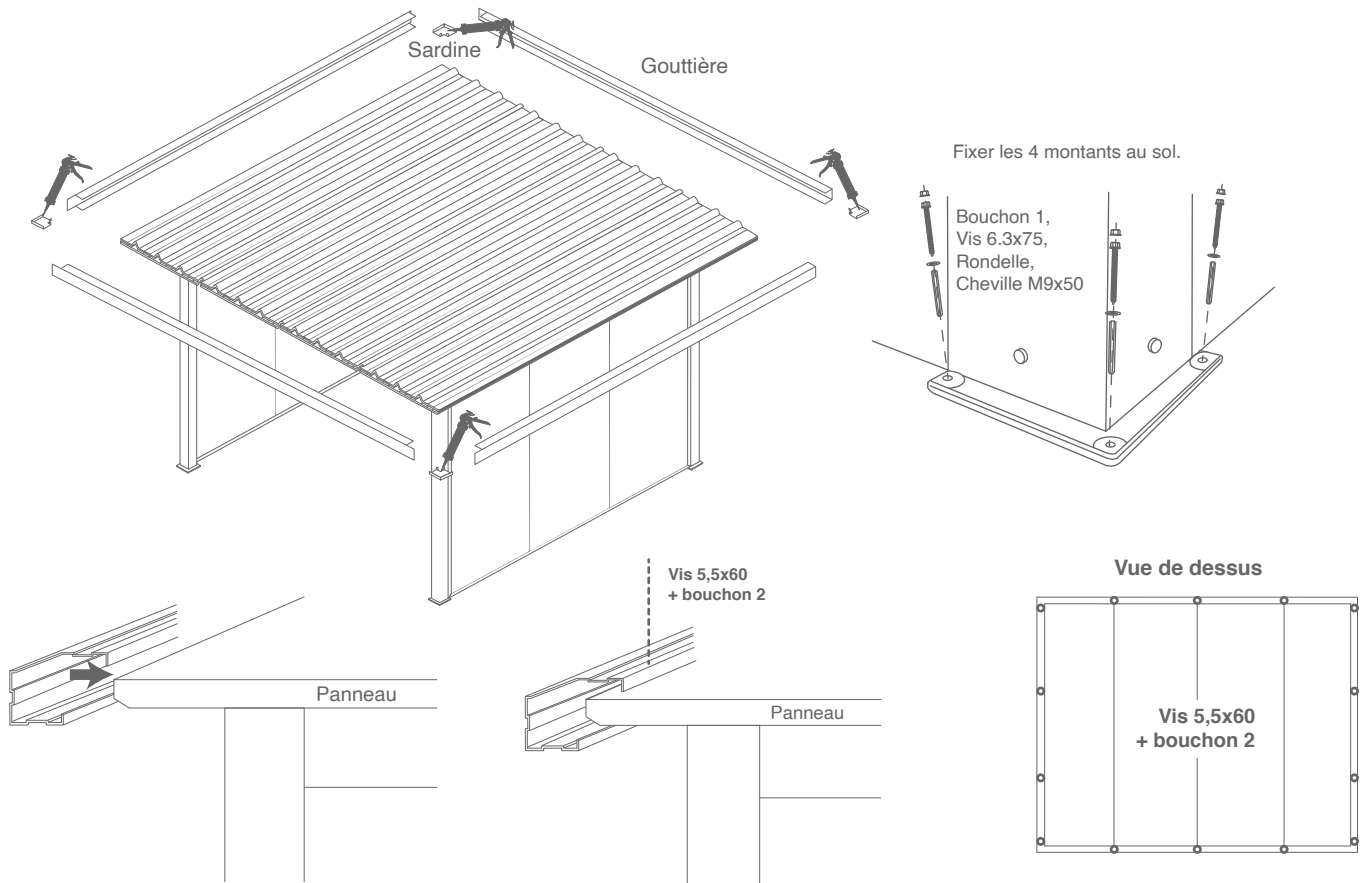 Sardine
Gouttière
Fixer les 4 montants au sol.
Bouchon 1,
Vis 6.3x75,
Rondelle,
Cheville M9x50
Vis 5,5x60
+ bouchon 2
Panneau
Panneau
Vue de dessus
Vis 5,5x60
+ bouchon 2